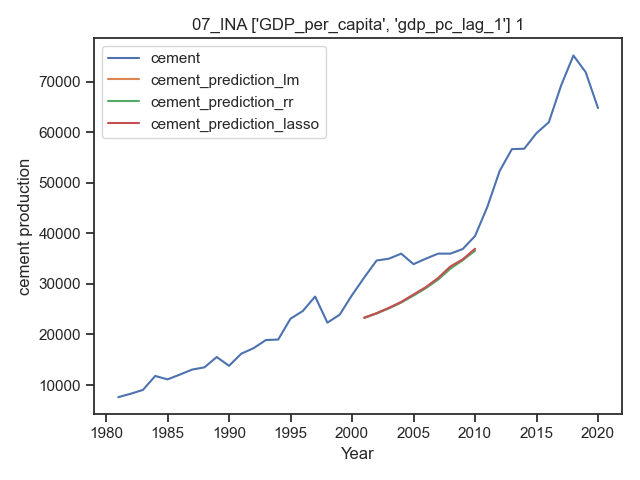 07_INA ['GDP_per_capita', 'gdp_pc_lag_1'] 1
cement
cement_prediction_lm
cement_prediction_rr
cement_prediction_lasso
70000
60000
50000
40000
30000
20000
10000
cement production
1980 1985 1990 1995 2000 2005 2010 2015 2020
Year